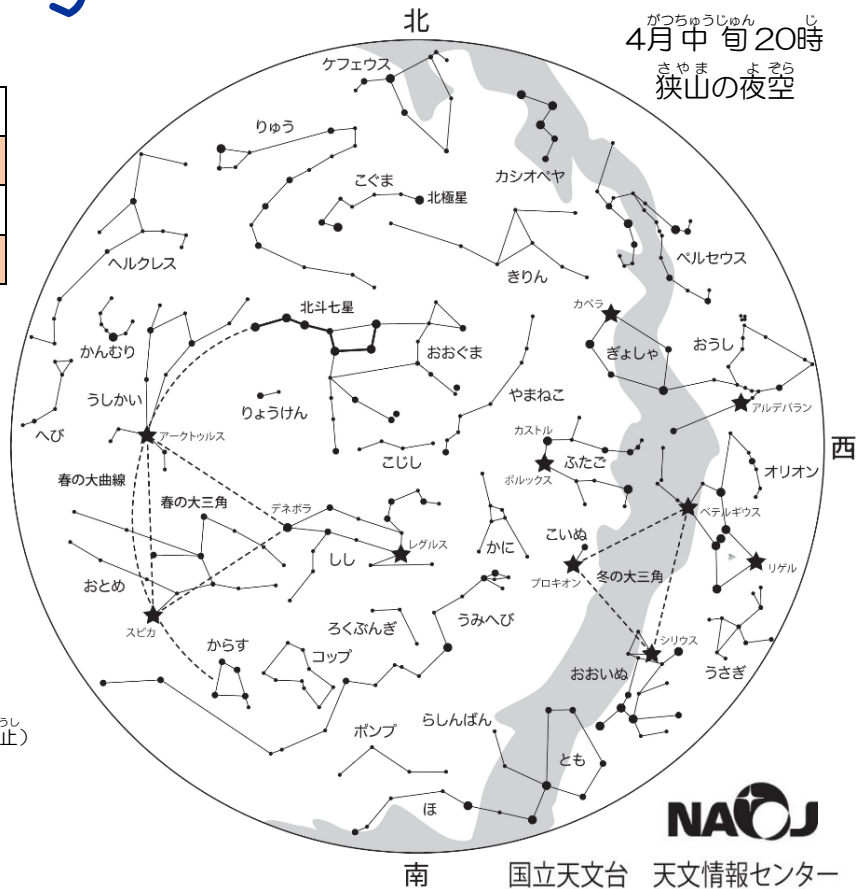 北
がつちゅうじゅん じ
4月中旬20時
さやま よぞら
狭山の夜空
ケフェウス
りゅう
カシオペヤ
こぐま
北極星
ヘルクレス
きりん
ペルセウス
カペラ
北斗七星
かんむり
おおぐま
ぎょしゃ
おうし
うしかい
りょうけん
やまねこ
アルデバラン
へび
アークトゥルス
こじし
カストル
ふたご
ポルックス
西
オリオン
春の大曲線
春の大三角
デネボラ
ベテルギウス
しし
レグルス
かに
こいぬ
プロキオン
冬の大三角
リゲル
おとめ
スピカ
ろくぶんぎ
うみへび
シリウス
からす
コップ
おおいぬ
うさぎ
うし
止）
ポンプ
らしんばん
とも
ほ
NAOJ
南
国立天文台 天文情報センター